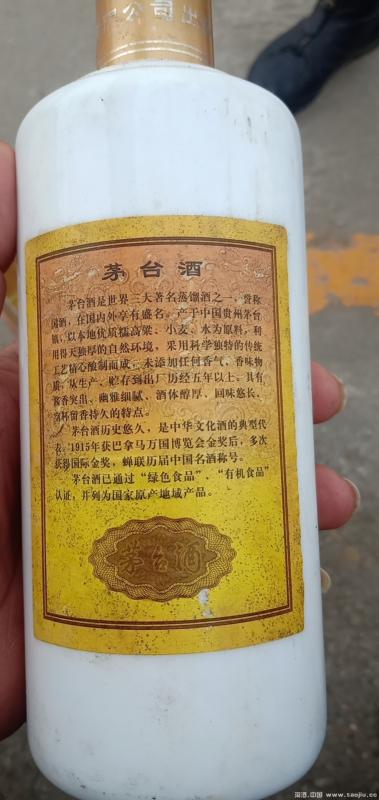 公司出
茅台酒
茅台酒是世界三大著名蒸馏酒之一，誉称
国酒，在国内外享有盛名。产于中国贵州茅台
镇，以本地优质糯高粱、小麦、水为原料，利
用得天独厚的自然环境，采用科学独特的传统
工艺精心酿制而成，未添加任何香气、香味物
质，从生产、贮存到出厂历经五年以上。具有
酱香突出、幽雅细腻、酒体醇厚、回味悠长、
空杯留香持久的特点。
茅台酒历史悠久，是中华文化酒的典型代
表。1915年获巴拿马万国博览会金奖后，多次
获得国际金奖，蝉联历届中国名酒称号。
茅台酒已通过“绿色食品”、“有机食品”
认证，并列为国家原产地域产品。
茅台酒
淘酒.中国 www.taojiu.cc